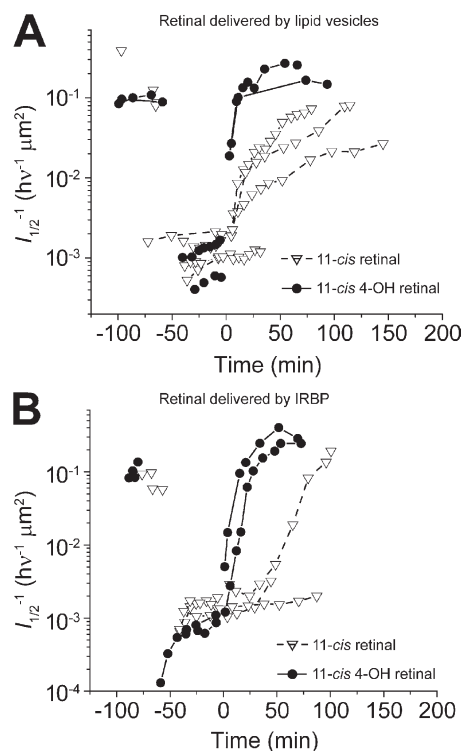 A
Retinal delivered by lipid vesicles
I1/2⁻¹ (hν⁻¹ µm²)
10⁻¹
10⁻²
10⁻³
11-cis retinal
11-cis 4-OH retinal
-100 -50 0 50 100 150 200
Time (min)
B
Retinal delivered by IRBP
I1/2⁻¹ (hν⁻¹ µm²)
10⁻¹
10⁻²
10⁻³
10⁻⁴
11-cis retinal
11-cis 4-OH retinal
-100 -50 0 50 100 150 200
Time (min)